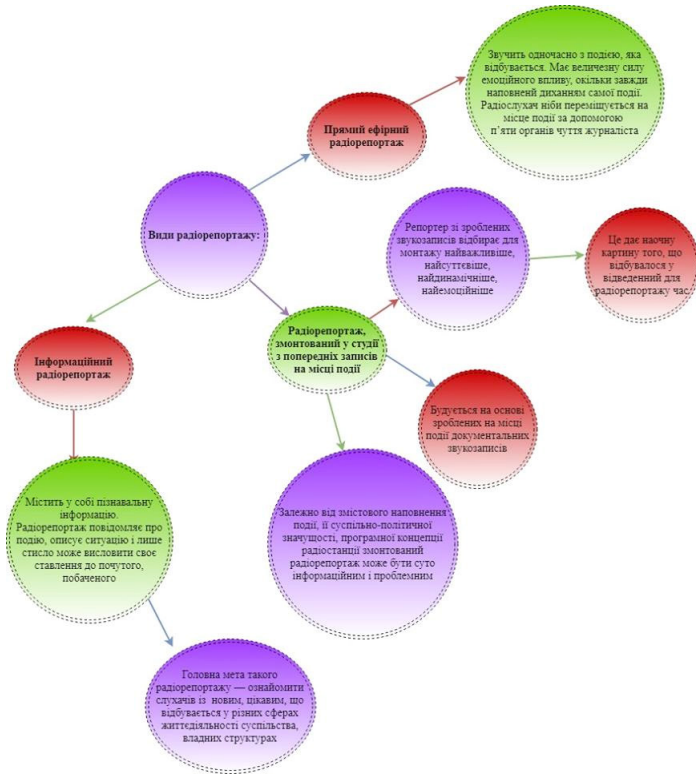 Звучить одночасно з подією, яка
відбувається. Має величезну силу
емоційного впливу, окільки завжди
наповненй диханням самої події.
Радіослухач ніби переміщується на
місце події за допомогою
п’яти органів чуття журналіста
Прямий ефірний
радіорепортаж
Види радіорепортажу:
Репортер зі зроблених
звукозаписів відбирає для
монтажу найважливіше,
найсуттєвіше,
найдинамічніше,
найемоційніше
Це дає наочну
картину того, що
відбувалося у
відведенний для
радіорепортажу час.
Радіорепортаж,
змонтований у студії
з попередніх записів
на місці події
Інформаційний
радіорепортаж
Будується на основі
зроблених на місці
події документальних
звукозаписів
Містить у собі пізнавальну
інформацію.
Радіорепортаж повідомляє про
подію, описує ситуацію і лише
стисло може висловити своє
ставлення до почутого,
побаченого
Залежно від змістового наповнення
події, її суспільно-політичної
значущості, програмної концепції
радіостанції змонтований
радіорепортаж може бути суто
інформаційним і проблемним
Головна мета такого
радіорепортажу — ознайомити
слухачів із новим, цікавим, що
відбувається у різних сферах
життєдіяльності суспільства,
владних структурах